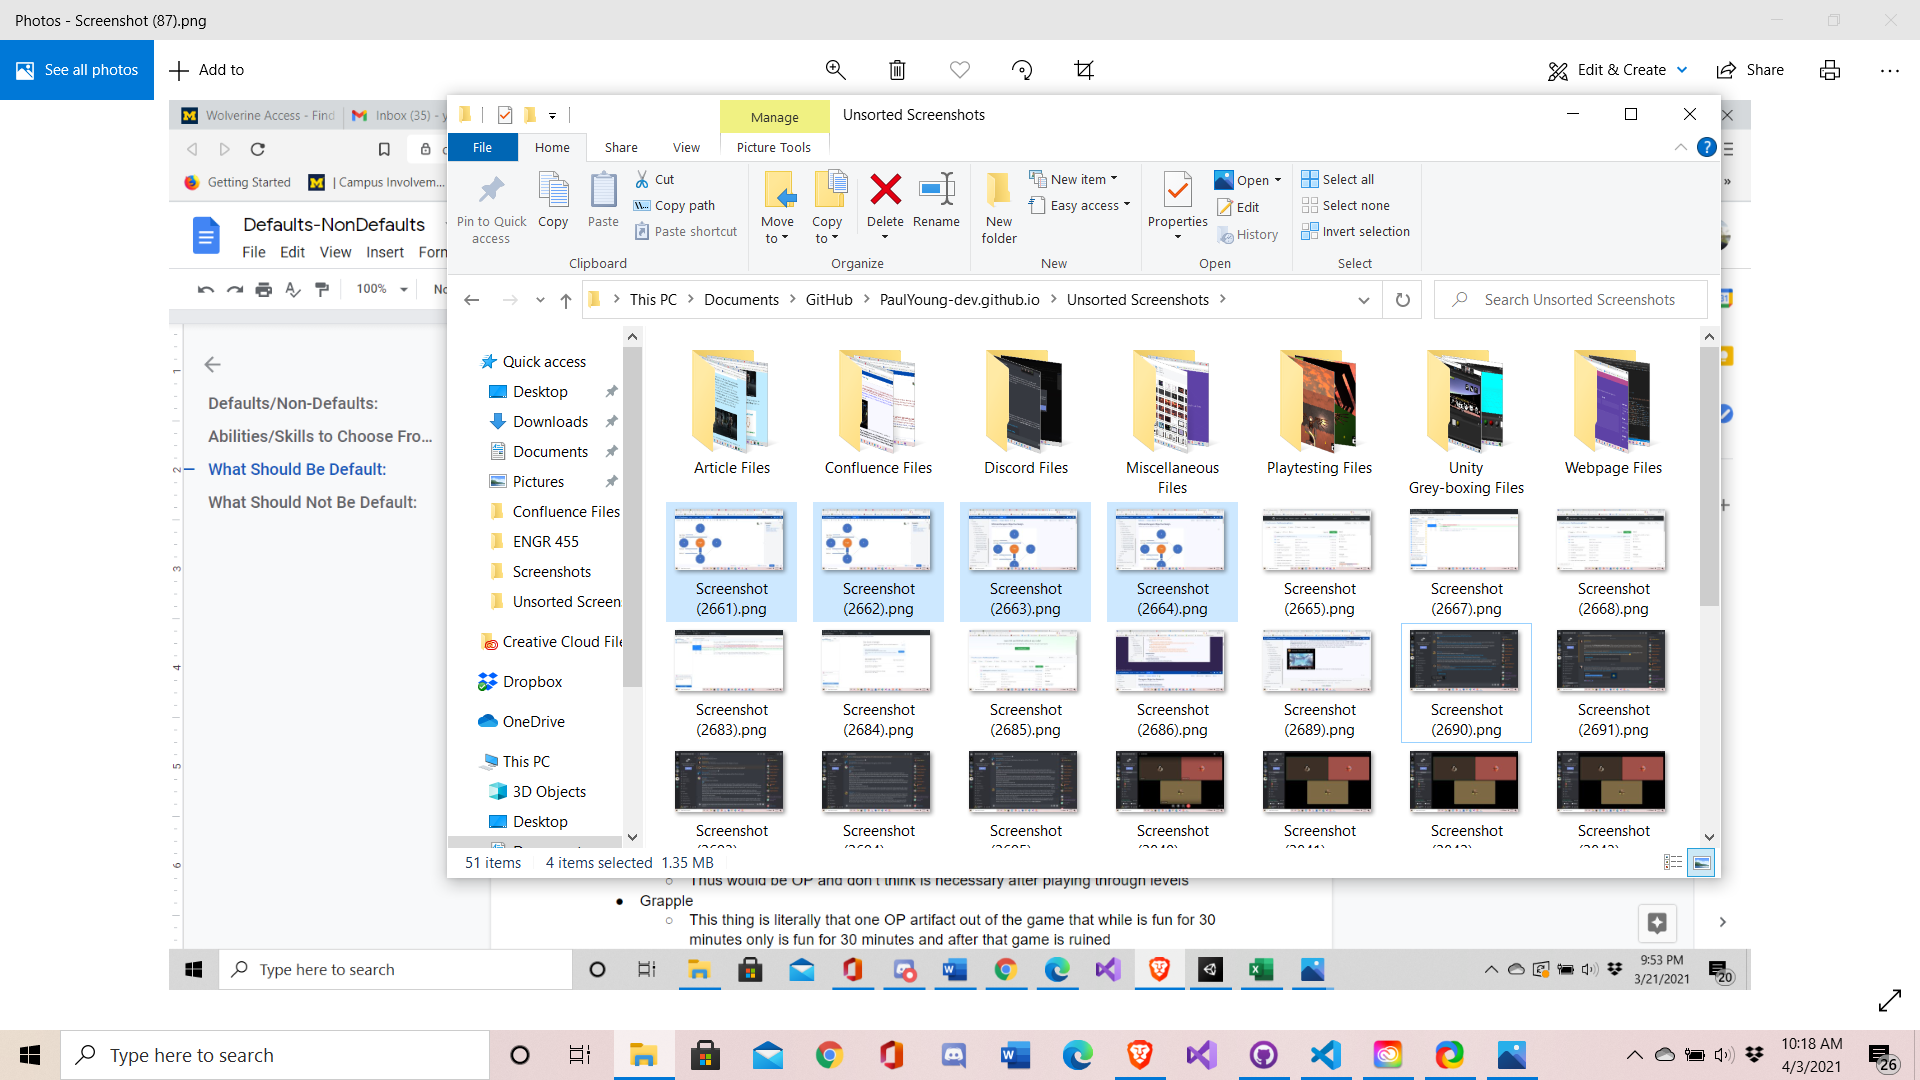 Photos - Screenshot (87).png
See all photos
Add to
Edit & Create
Share
Wolverine Access - Find
Inbox (35) - y
Getting Started
| Campus Involvem...
Defaults-NonDefaults
File Edit View Insert Form
100%
Defaults/Non-Defaults:
Abilities/Skills to Choose Fro...
What Should Be Default:
What Should Not Be Default:
Manage
Unsorted Screenshots
File Home Share View Picture Tools
Pin to Quick access
Copy
Paste
Cut
Copy path
Paste shortcut
Clipboard
Move to
Copy to
Delete
Rename
Organize
New folder
New item
Easy access
New
Properties
Open
Edit
History
Open
Select all
Select none
Invert selection
Select
This PC > Documents > GitHub > PaulYoung-dev.github.io > Unsorted Screenshots >
Search Unsorted Screenshots
Quick access
Desktop
Downloads
Documents
Pictures
Confluence Files
ENGR 455
Screenshots
Unsorted Screens
Creative Cloud File
Dropbox
OneDrive
This PC
3D Objects
Desktop
Article Files
Confluence Files
Discord Files
Miscellaneous Files
Playtesting Files
Unity Grey-boxing Files
Webpage Files
Screenshot (2661).png
Screenshot (2662).png
Screenshot (2663).png
Screenshot (2664).png
Screenshot (2665).png
Screenshot (2667).png
Screenshot (2668).png
Screenshot (2683).png
Screenshot (2684).png
Screenshot (2685).png
Screenshot (2686).png
Screenshot (2689).png
Screenshot (2690).png
Screenshot (2691).png
Screenshot
Screenshot
Screenshot
Screenshot
Screenshot
Screenshot
Screenshot
51 items 4 items selected 1.35 MB
Thus would be OP and don't think is necessary after playing through levels
● Grapple
○ This thing is literally that one OP artifact out of the game that while is fun for 30
minutes only is fun for 30 minutes and after that game is ruined
Type here to search
9:53 PM
3/21/2021
20
Type here to search
10:18 AM
4/3/2021
26